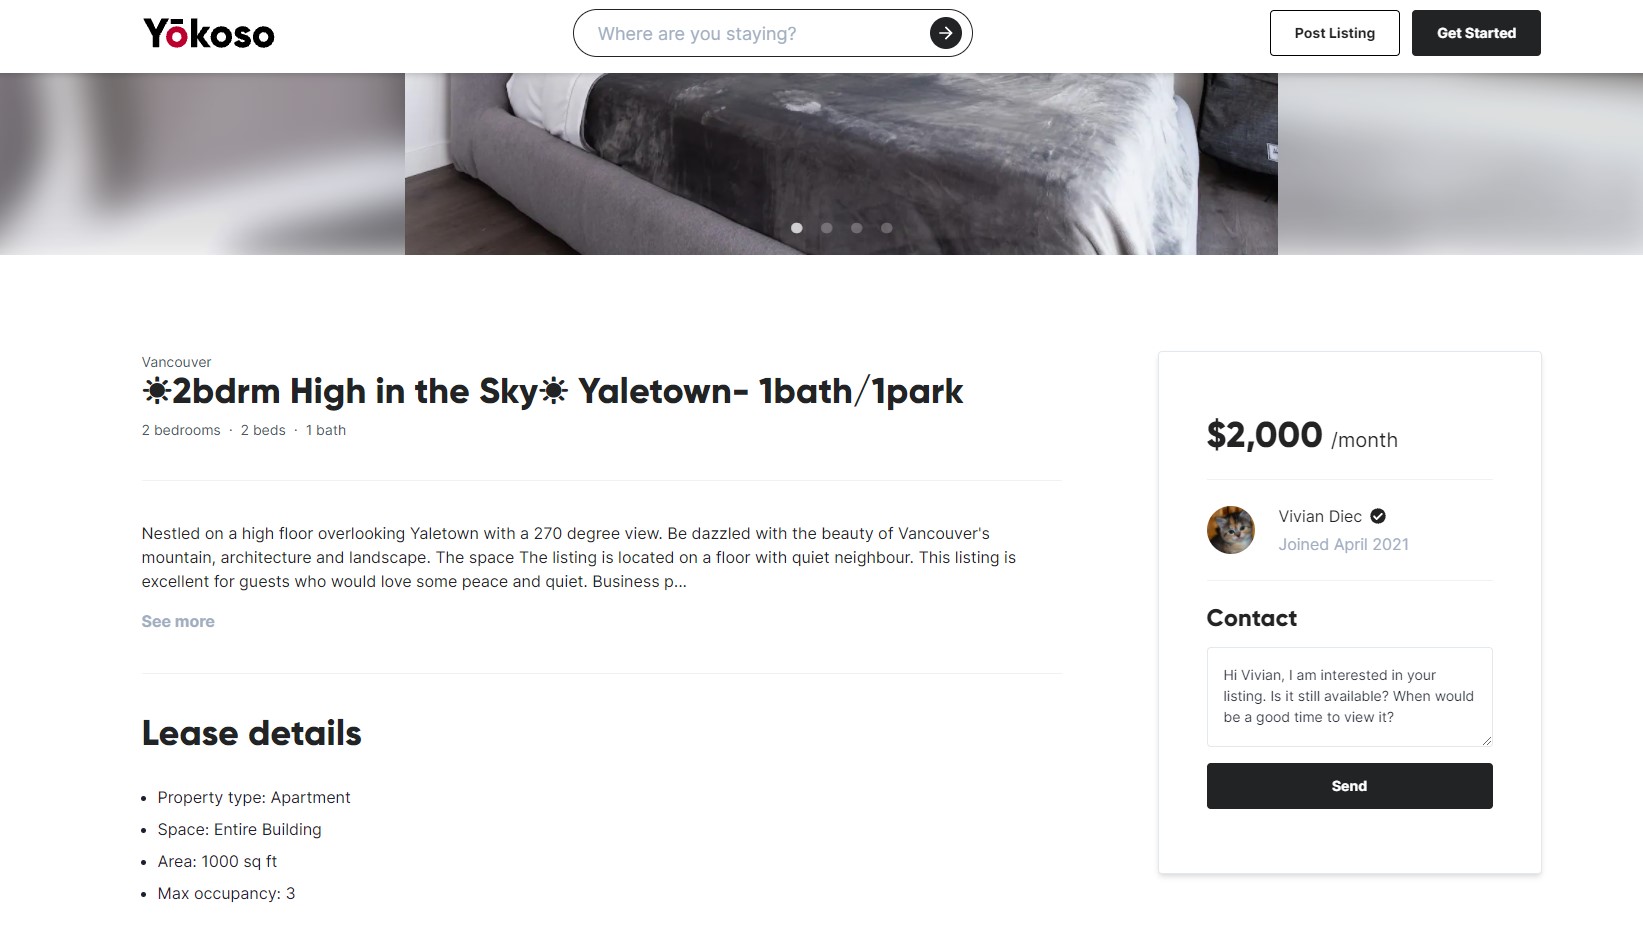 Yōkoso
Where are you staying?
Post Listing
Get Started
Vancouver
☀2bdrm High in the Sky☀ Yaletown- 1bath/1park
2 bedrooms · 2 beds · 1 bath
Nestled on a high floor overlooking Yaletown with a 270 degree view. Be dazzled with the beauty of Vancouver's
mountain, architecture and landscape. The space The listing is located on a floor with quiet neighbour. This listing is
excellent for guests who would love some peace and quiet. Business p...
See more
Lease details
• Property type: Apartment
• Space: Entire Building
• Area: 1000 sq ft
• Max occupancy: 3
$2,000 /month
Vivian Diec
Joined April 2021
Contact
Hi Vivian, I am interested in your
listing. Is it still available? When would
be a good time to view it?
Send